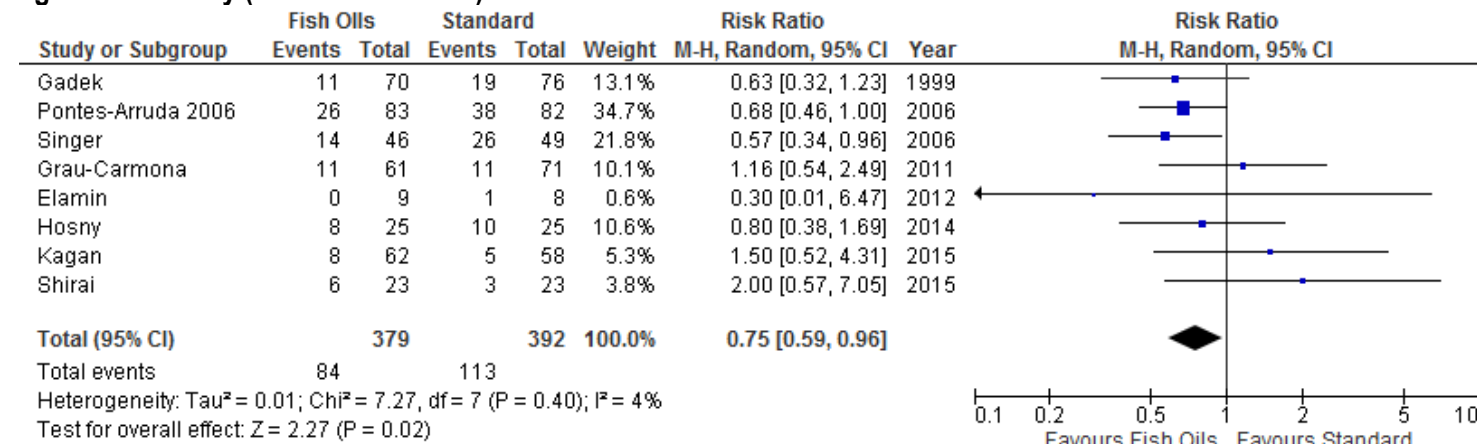 Fish OIls Standard Risk Ratio Risk Ratio
Study or Subgroup Events Total Events Total Weight M-H, Random, 95% CI Year M-H, Random, 95% CI
Gadek 11 70 19 76 13.1% 0.63 [0.32, 1.23] 1999
Pontes-Arruda 2006 26 83 38 82 34.7% 0.68 [0.46, 1.00] 2006
Singer 14 46 26 49 21.8% 0.57 [0.34, 0.96] 2006
Grau-Carmona 11 61 11 71 10.1% 1.16 [0.54, 2.49] 2011
Elamin 0 9 1 8 0.6% 0.30 [0.01, 6.47] 2012
Hosny 8 25 10 25 10.6% 0.80 [0.38, 1.69] 2014
Kagan 8 62 5 58 5.3% 1.50 [0.52, 4.31] 2015
Shirai 6 23 3 23 3.8% 2.00 [0.57, 7.05] 2015
Total (95% CI) 379 392 100.0% 0.75 [0.59, 0.96]
Total events 84 113
Heterogeneity: Tau² = 0.01; Chi² = 7.27, df = 7 (P = 0.40); I² = 4%
Test for overall effect: Z = 2.27 (P = 0.02)
0.1 0.2 0.5 1 2 5 10
Favours Fish Oils Favours Standard